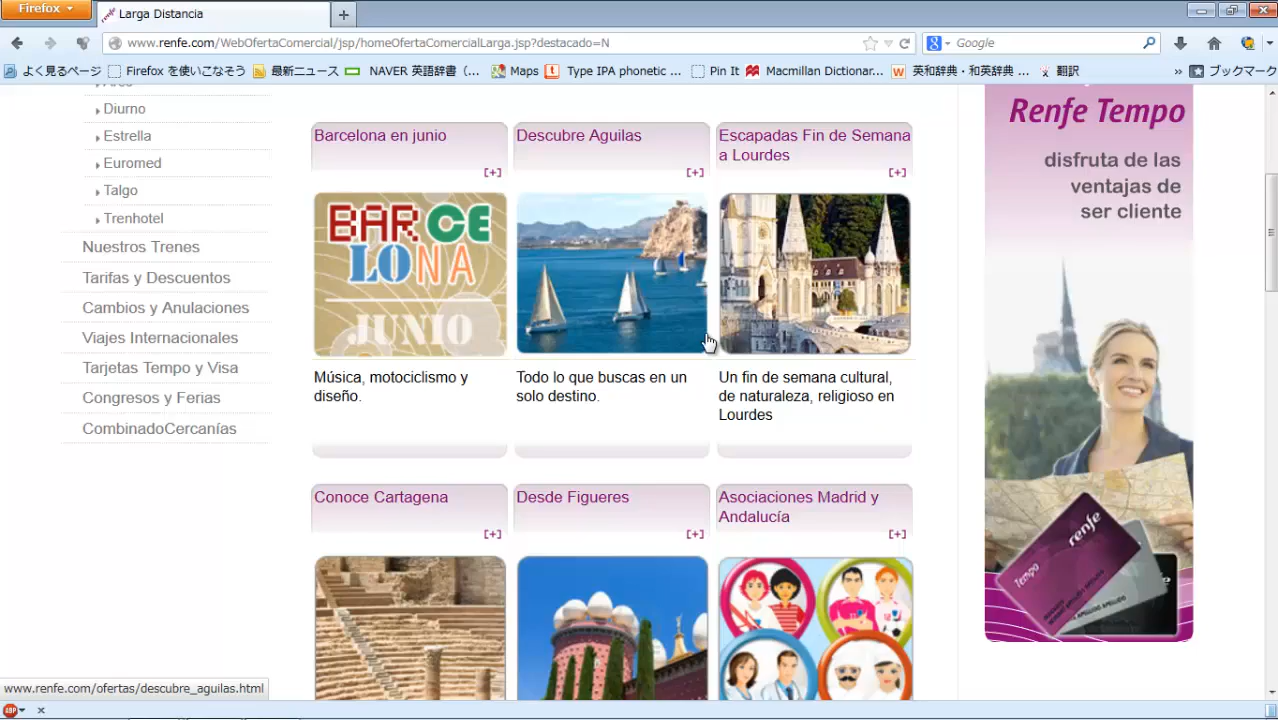 Firefox
Larga Distancia
www.renfe.com/WebOfertaComercial/jsp/homeOfertaComercialLarga.jsp?destacado=N
Google
よく見るページ
Firefox を使いこなそう
最新ニュース
NAVER 英語辞書（...
Maps
Type IPA phonetic ...
Pin It
Macmillan Dictionar...
英和辞典・和英辞典 ...
翻訳
»
ブックマーク
Diurno
Estrella
Euromed
Talgo
Trenhotel
Nuestros Trenes
Tarifas y Descuentos
Cambios y Anulaciones
Viajes Internacionales
Tarjetas Tempo y Visa
Congresos y Ferias
CombinadoCercanías
Barcelona en junio
[+]
BARCE
LONA
JUNIO
Música, motociclismo y
diseño.
Descubre Aguilas
[+]
Todo lo que buscas en un
solo destino.
Escapadas Fin de Semana
a Lourdes
[+]
Un fin de semana cultural,
de naturaleza, religioso en
Lourdes
Conoce Cartagena
[+]
Desde Figueres
[+]
Asociaciones Madrid y
Andalucía
[+]
Renfe Tempo
disfruta de las
ventajas de
ser cliente
renfe
Tempo
www.renfe.com/ofertas/descubre_aguilas.html
ABP